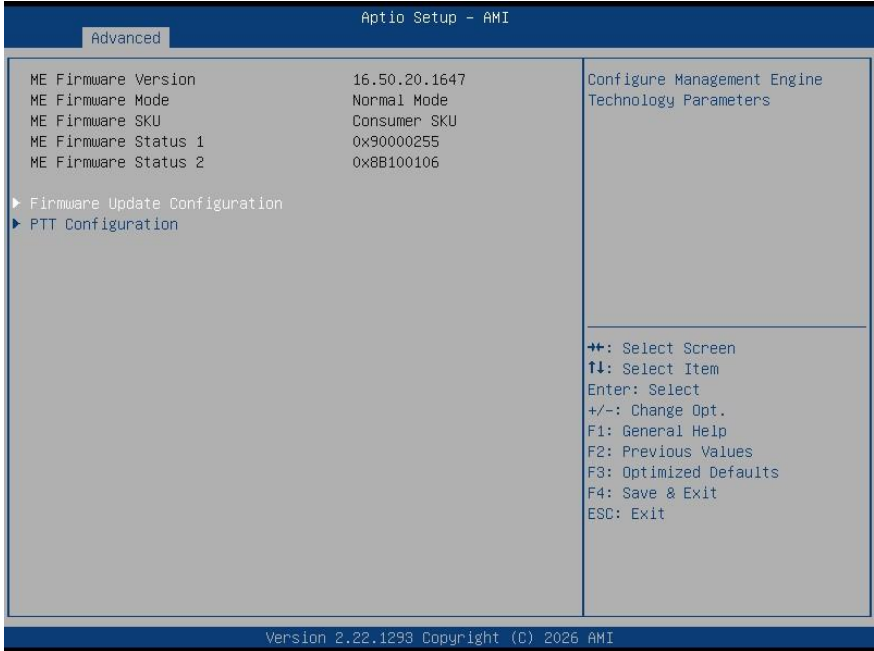 Aptio Setup – AMI
Advanced
ME Firmware Version 16.50.20.1647
ME Firmware Mode Normal Mode
ME Firmware SKU Consumer SKU
ME Firmware Status 1 0x90000255
ME Firmware Status 2 0x8B100106
▶ Firmware Update Configuration
▶ PTT Configuration
Configure Management Engine
Technology Parameters
→←: Select Screen
↑↓: Select Item
Enter: Select
+/-: Change Opt.
F1: General Help
F2: Previous Values
F3: Optimized Defaults
F4: Save & Exit
ESC: Exit
Version 2.22.1293 Copyright (C) 2026 AMI